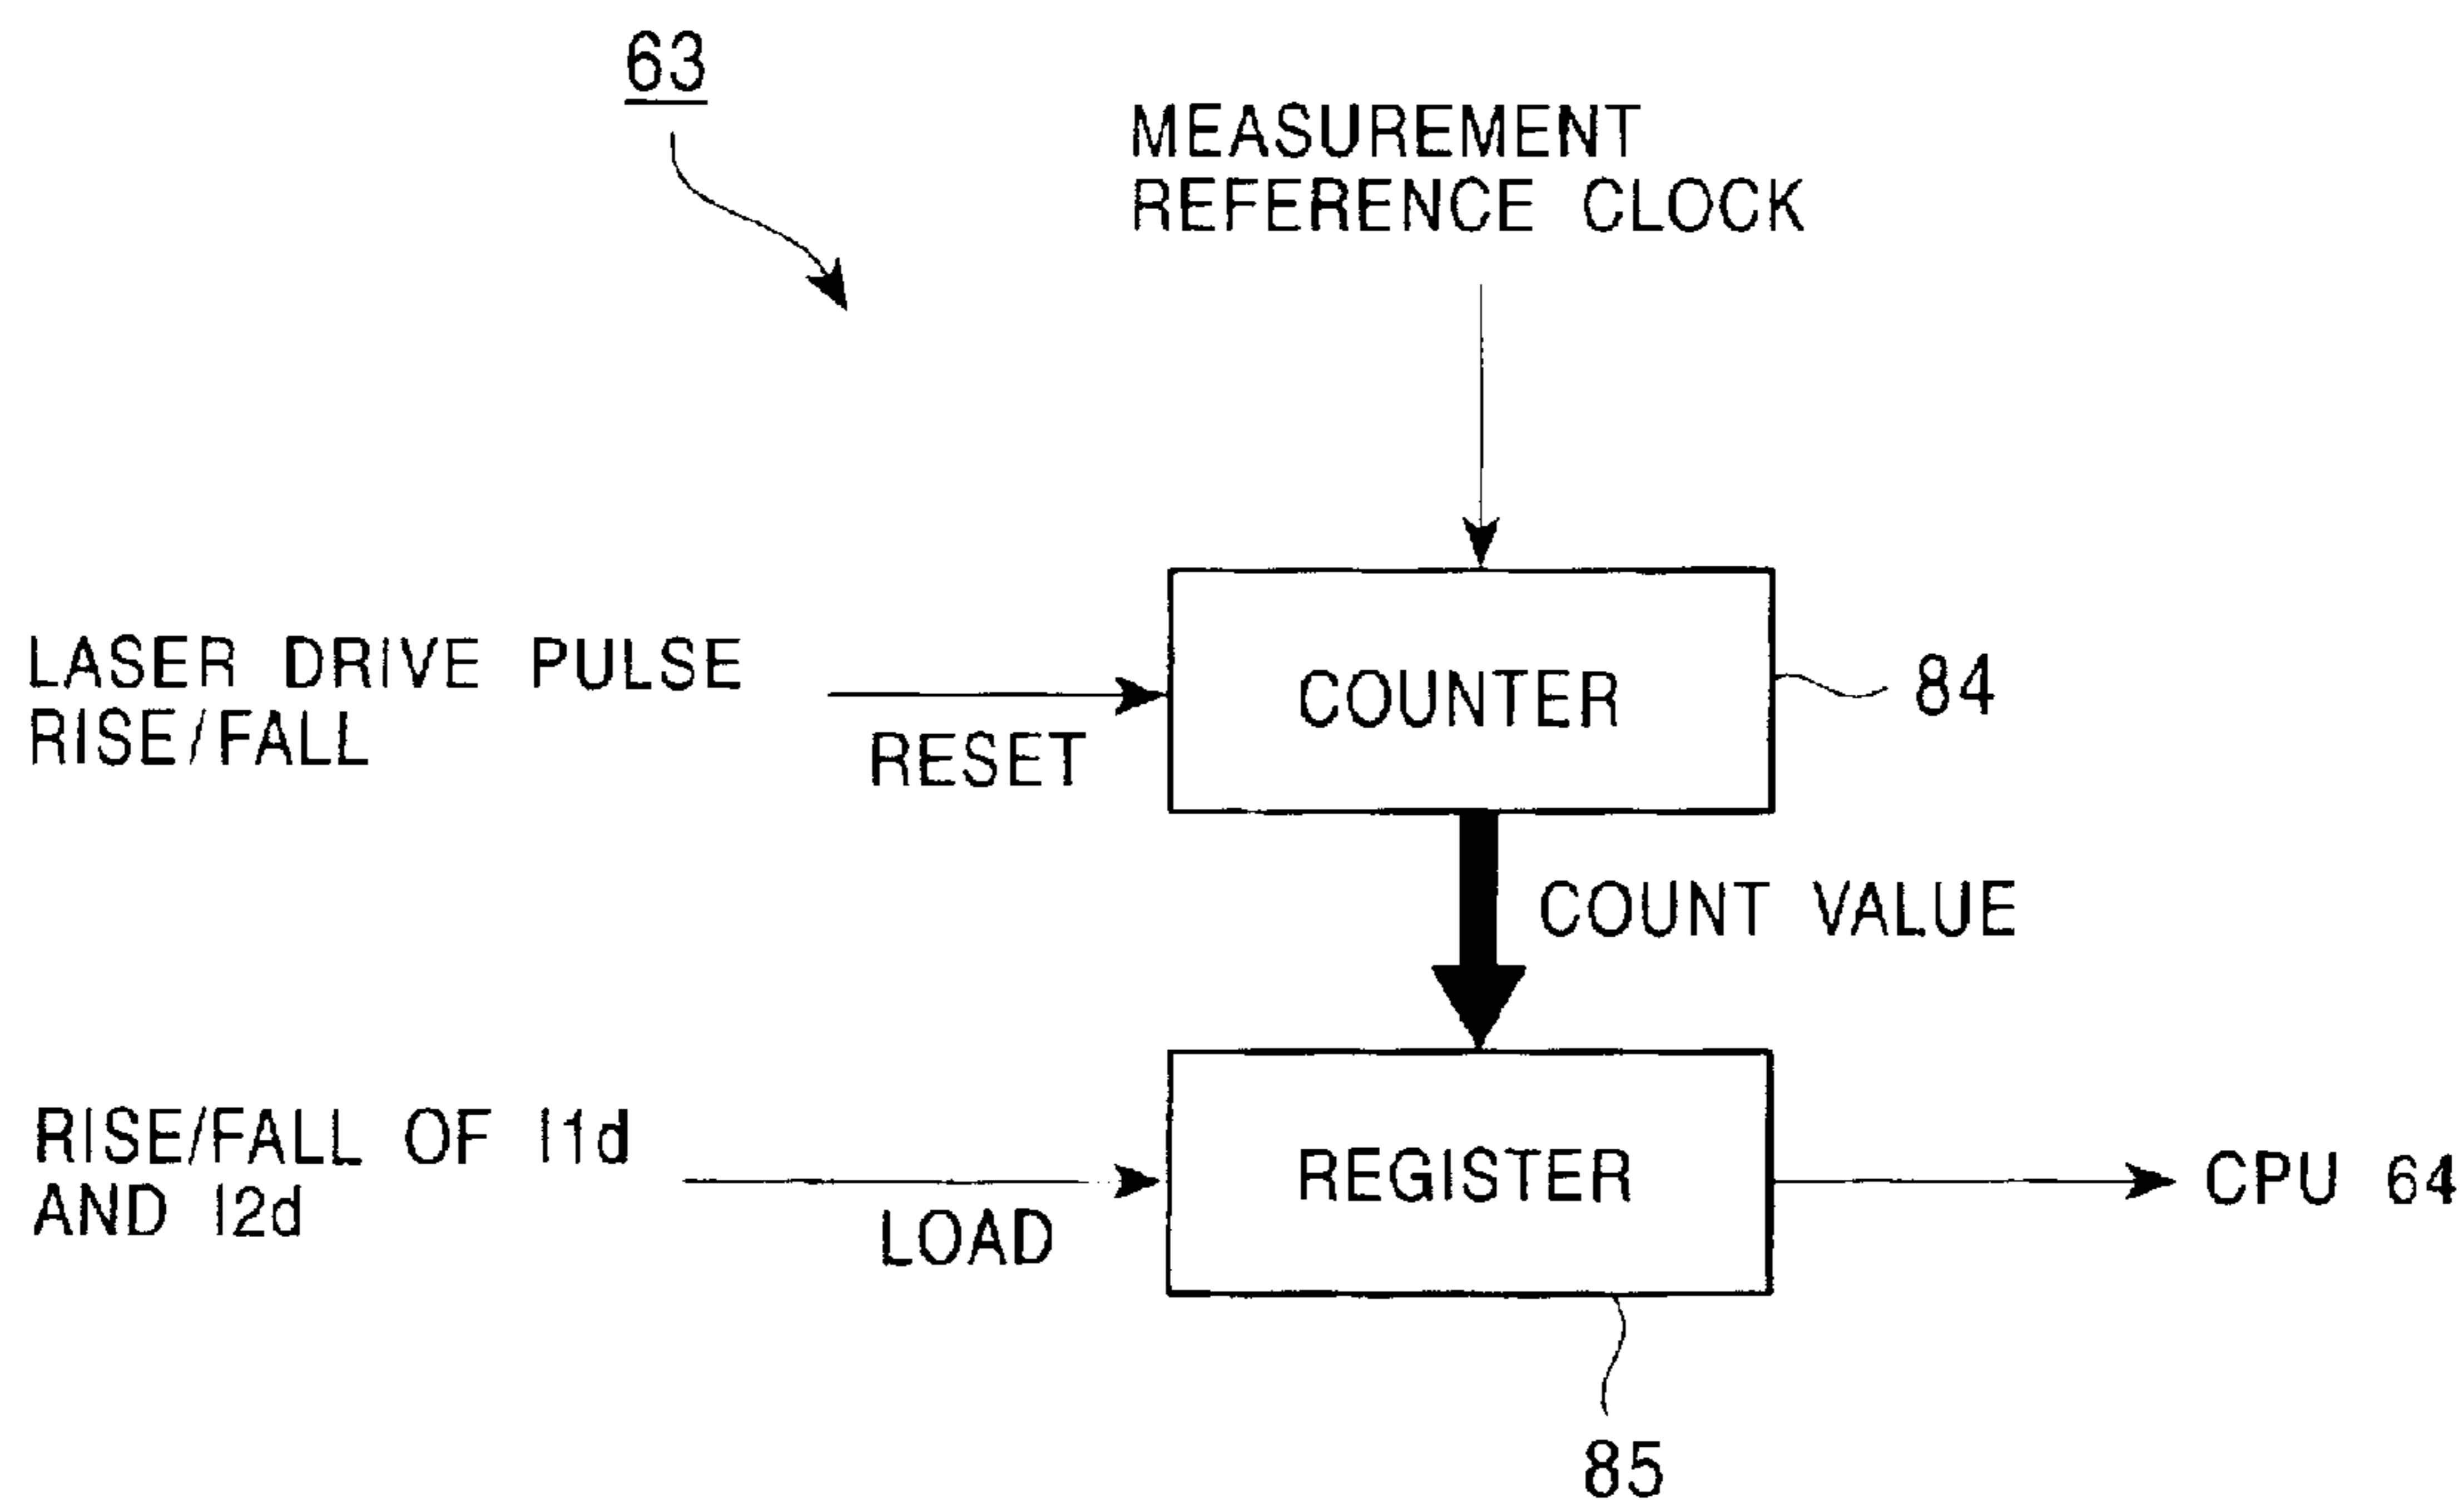 63
MEASUREMENT
REFERENCE CLOCK
LASER DRIVE PULSE
RISE/FALL
RESET
COUNTER
84
COUNT VALUE
RISE/FALL OF I1d
AND I2d
LOAD
REGISTER
CPU 64
85